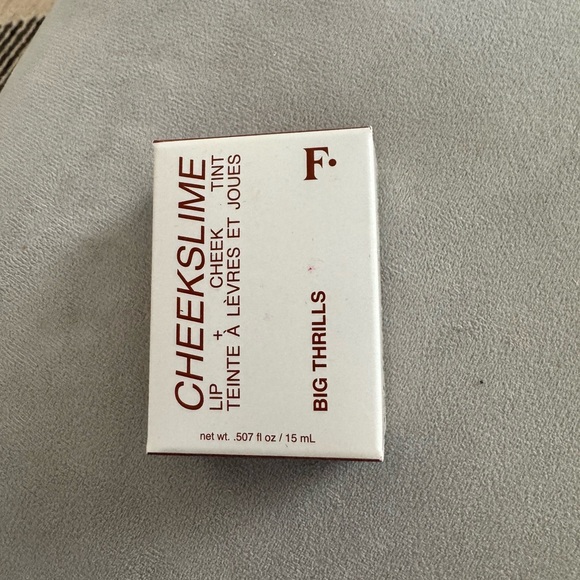 CHEEKSLIME
LIP + CHEEK TINT
TEINTE À LÈVRES ET JOUES
F.
BIG THRILLS
net wt. .507 fl oz / 15 mL